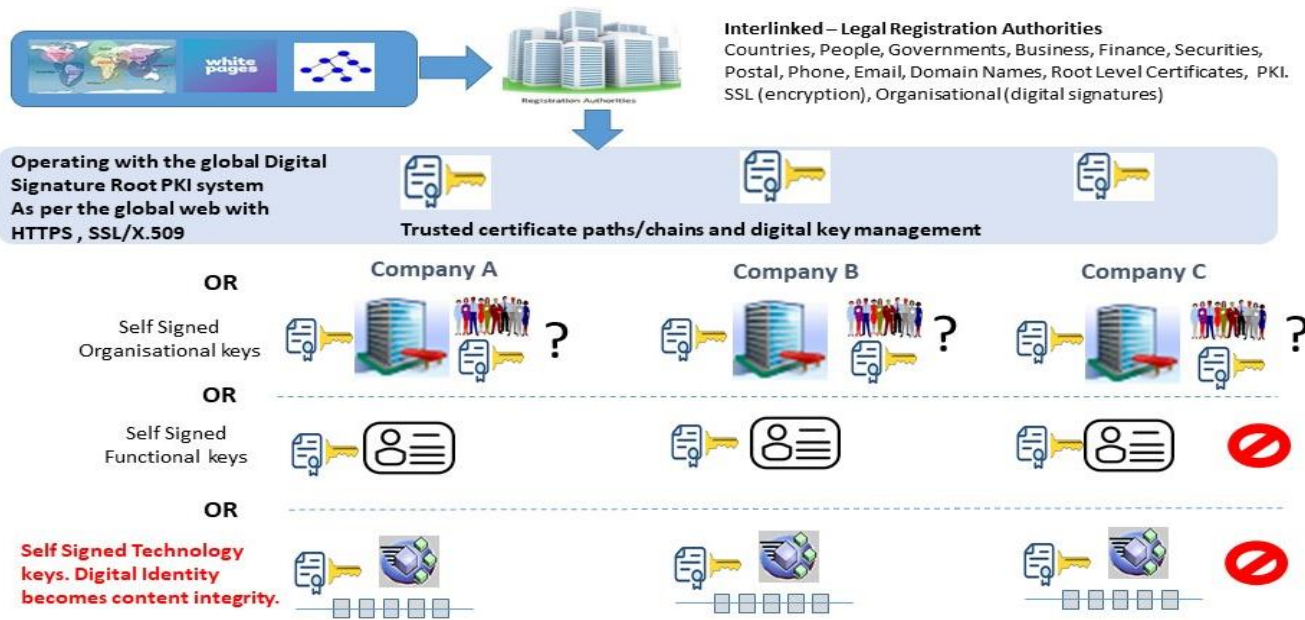 white
pages
Registration Authorities
Interlinked – Legal Registration Authorities
Countries, People, Governments, Business, Finance, Securities,
Postal, Phone, Email, Domain Names, Root Level Certificates, PKI.
SSL (encryption), Organisational (digital signatures)
Operating with the global Digital
Signature Root PKI system
As per the global web with
HTTPS , SSL/X.509
Trusted certificate paths/chains and digital key management
OR
Company A
Company B
Company C
Self Signed
Organisational keys
?
?
?
OR
Self Signed
Functional keys
OR
Self Signed Technology
keys. Digital Identity
becomes content integrity.